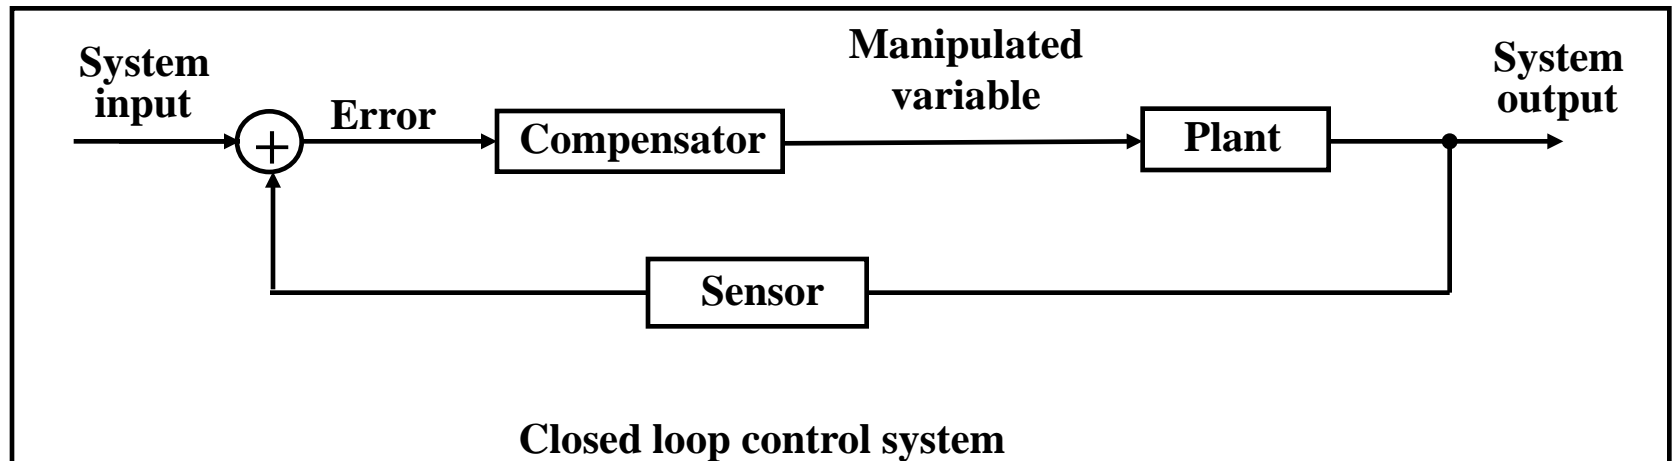 System
input
Error
Compensator
Manipulated
variable
Plant
System
output
+
Sensor
Closed loop control system